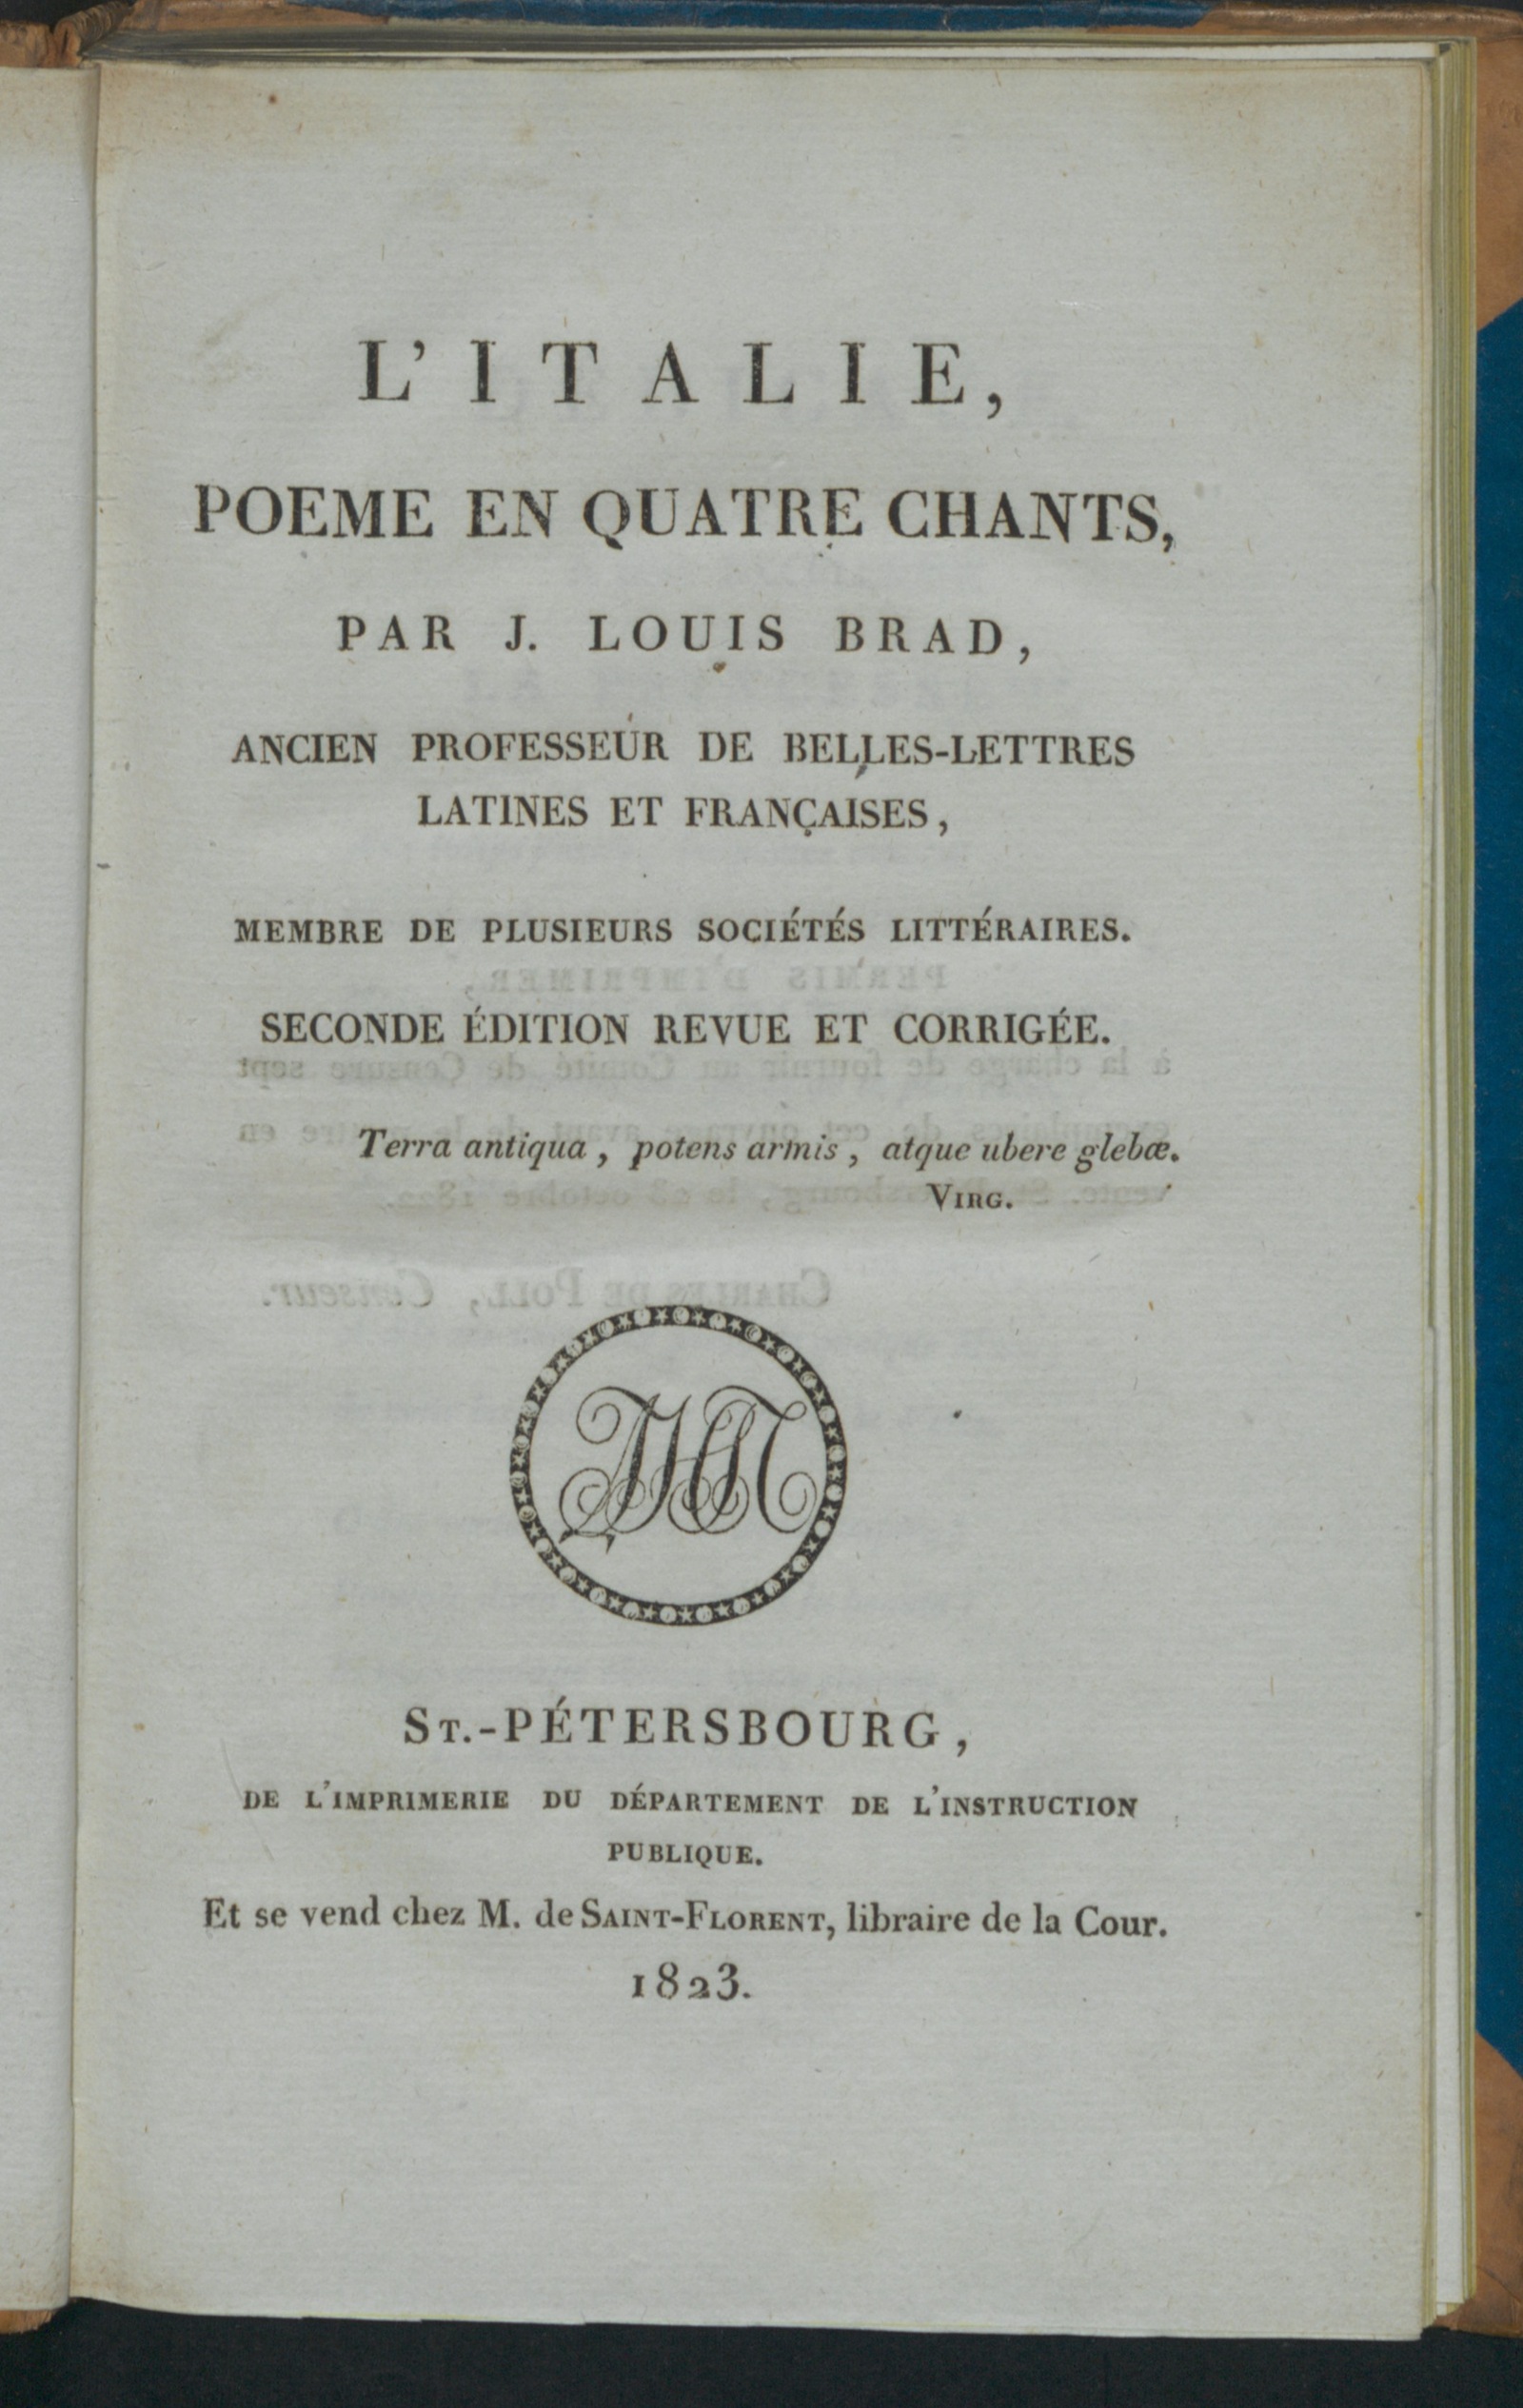 L'ITALIE,
POEME EN QUATRE CHANTS,
PAR J. LOUIS BRAD,
ANCIEN PROFESSEUR DE BELLES-LETTRES
LATINES ET FRANÇAISES,
MEMBRE DE PLUSIEURS SOCIÉTÉS LITTÉRAIRES.
SECONDE ÉDITION REVUE ET CORRIGÉE.
Terra antiqua, potens armis, atque ubere glebæ.
VIRG.
ST.-PÉTERSBOURG,
DE L'IMPRIMERIE DU DÉPARTEMENT DE L'INSTRUCTION
PUBLIQUE.
Et se vend chez M. de SAINT-FLORENT, libraire de la Cour.
1823.